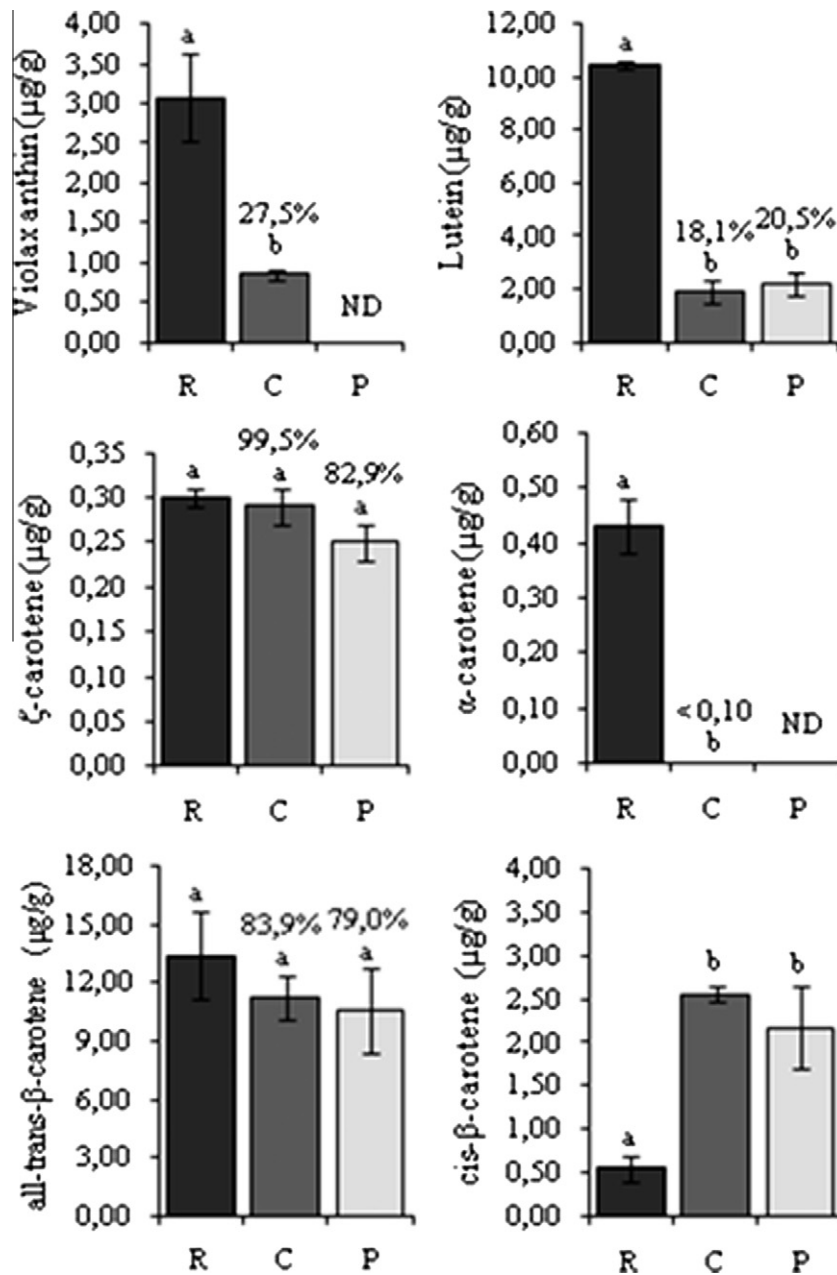 Violaxanthin (µg/g)
4,00
3,50
3,00
2,50
2,00
1,50
1,00
0,50
0,00
a
27,5%
b
ND
R C P
Lutein (µg/g)
12,00
10,00
8,00
6,00
4,00
2,00
0,00
a
18,1%
b
20,5%
b
R C P
ζ-carotene (µg/g)
0,35
0,30
0,25
0,20
0,15
0,10
0,05
0,00
a
99,5%
a
82,9%
a
R C P
α-carotene (µg/g)
0,60
0,50
0,40
0,30
0,20
0,10
0,00
a
< 0,10
b
ND
R C P
all-trans-β-carotene (µg/g)
18,00
15,00
12,00
9,00
6,00
3,00
0,00
a
83,9%
a
79,0%
a
R C P
cis-β-carotene (µg/g)
4,00
3,50
3,00
2,50
2,00
1,50
1,00
0,50
0,00
a
b
b
R C P